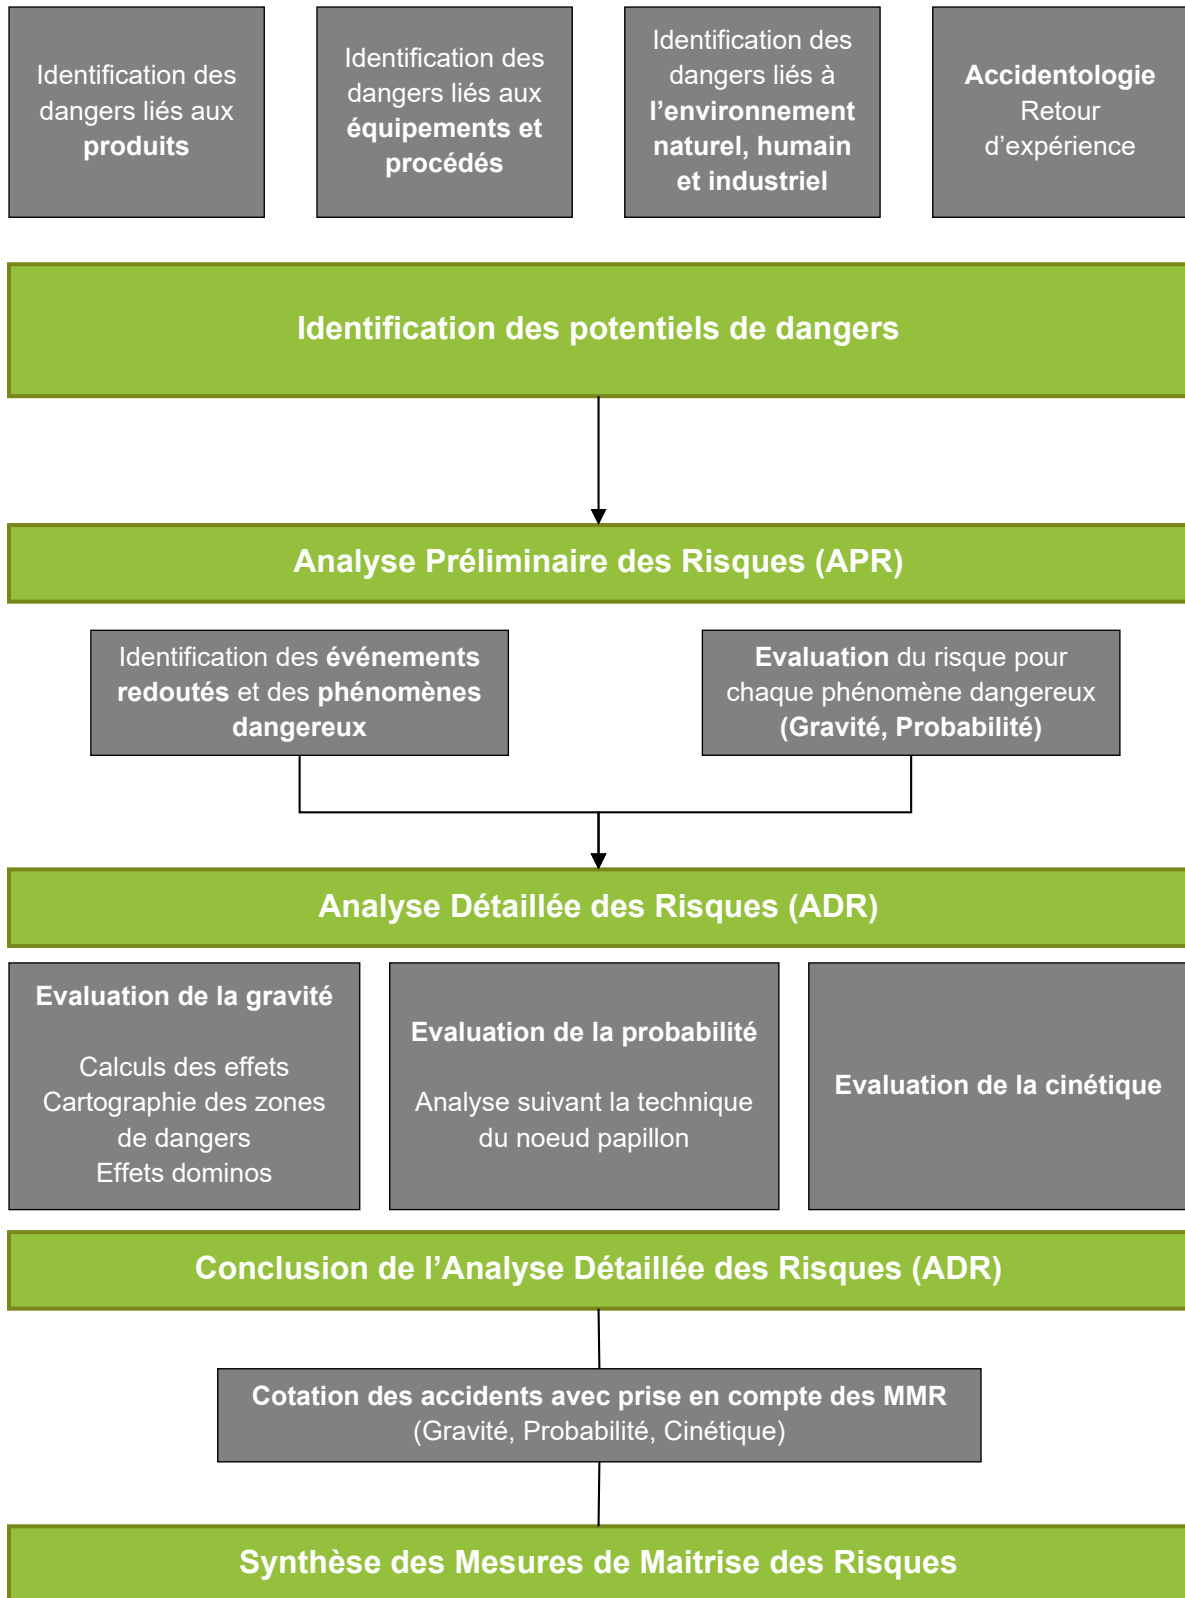 Identification des
dangers liés aux
produits
Identification des
dangers liés aux
équipements et
procédés
Identification des
dangers liés à
l’environnement
naturel, humain
et industriel
Accidentologie
Retour
d’expérience
Identification des potentiels de dangers
Analyse Préliminaire des Risques (APR)
Identification des événements
redoutés et des phénomènes
dangereux
Evaluation du risque pour
chaque phénomène dangereux
(Gravité, Probabilité)
Analyse Détaillée des Risques (ADR)
Evaluation de la gravité
Calculs des effets
Cartographie des zones
de dangers
Effets dominos
Evaluation de la probabilité
Analyse suivant la technique
du noeud papillon
Evaluation de la cinétique
Conclusion de l’Analyse Détaillée des Risques (ADR)
Cotation des accidents avec prise en compte des MMR
(Gravité, Probabilité, Cinétique)
Synthèse des Mesures de Maitrise des Risques